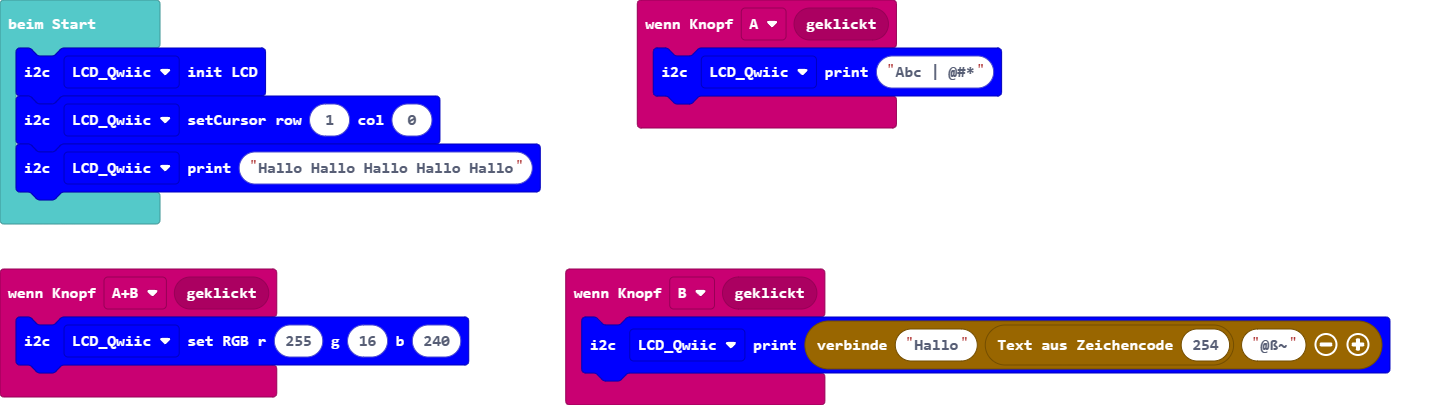 beim Start
i2c LCD_Qwiic init LCD
i2c LCD_Qwiic setCursor row 1 col 0
i2c LCD_Qwiic print "Hallo Hallo Hallo Hallo Hallo"
wenn Knopf A geklickt
i2c LCD_Qwiic print "Abc | @#*"
wenn Knopf A+B geklickt
i2c LCD_Qwiic set RGB r 255 g 16 b 240
wenn Knopf B geklickt
i2c LCD_Qwiic print verbinde "Hallo" Text aus Zeichencode 254 "@ß~"